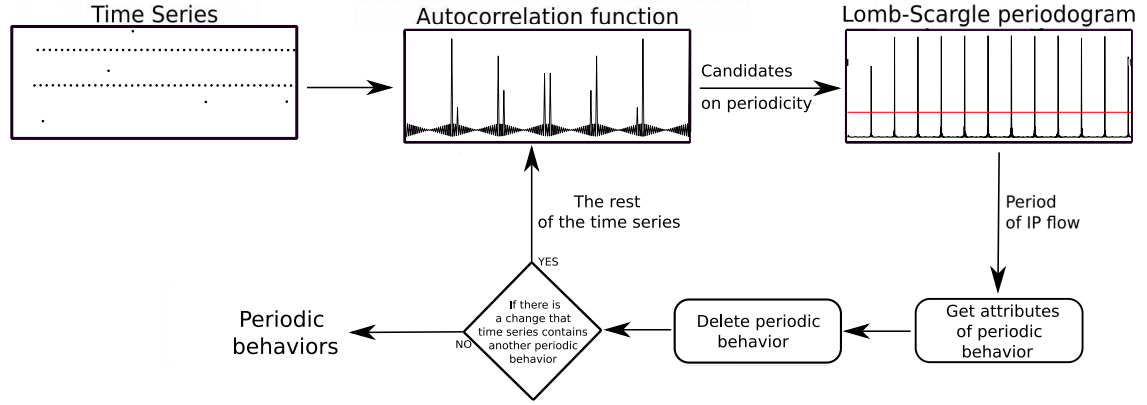 Time Series
Autocorrelation function
Lomb-Scargle periodogram
Candidates
on periodicity
The rest
of the time series
Period
of IP flow
YES
If there is
a change that
time series contains
another periodic
behavior
NO
Periodic
behaviors
Delete periodic
behavior
Get attributes
of periodic
behavior